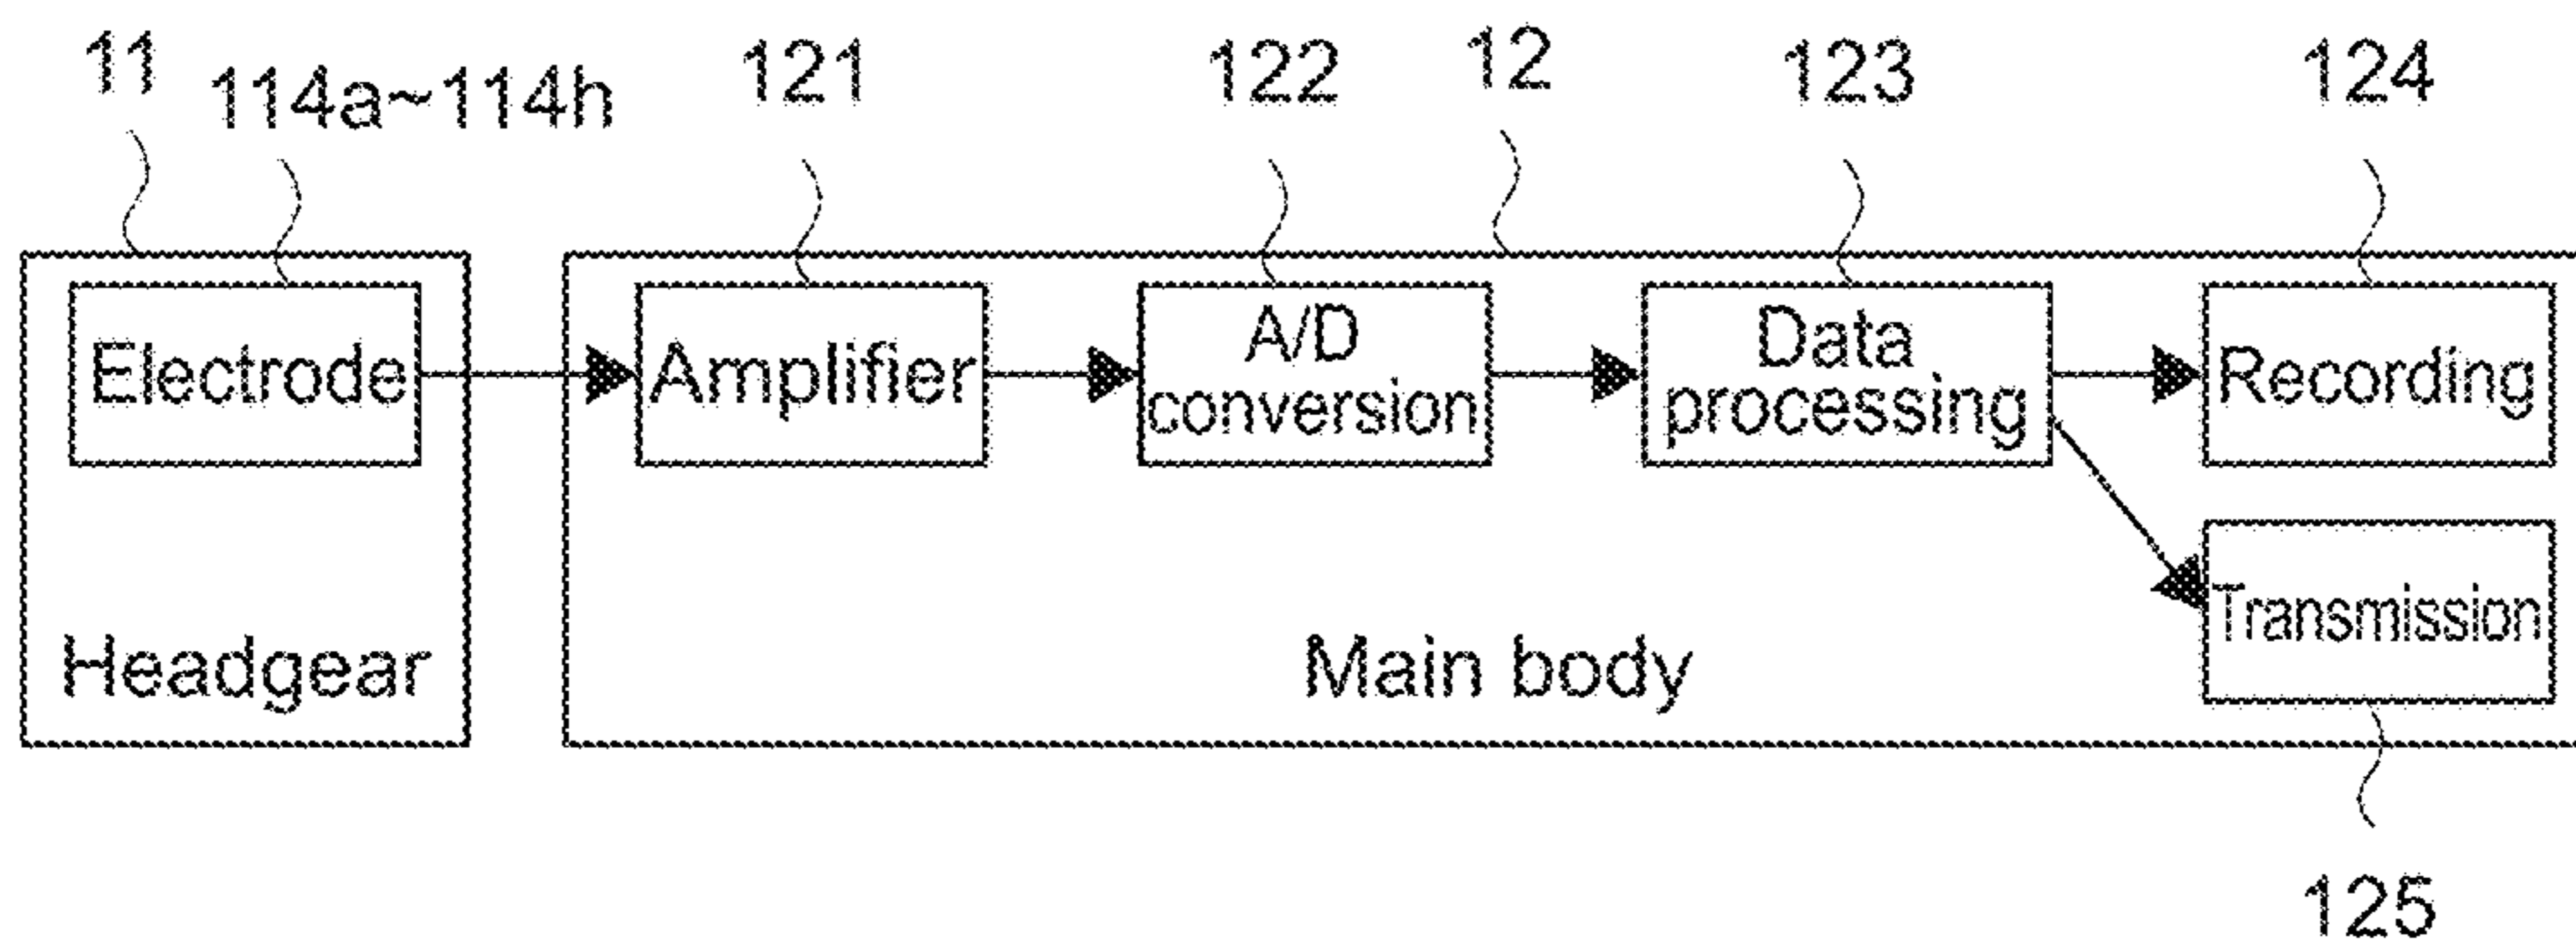 11
114a~114h
121
122
12
123
124
Electrode
Amplifier
A/D
conversion
Data
processing
Recording
Transmission
Headgear
Main body
125